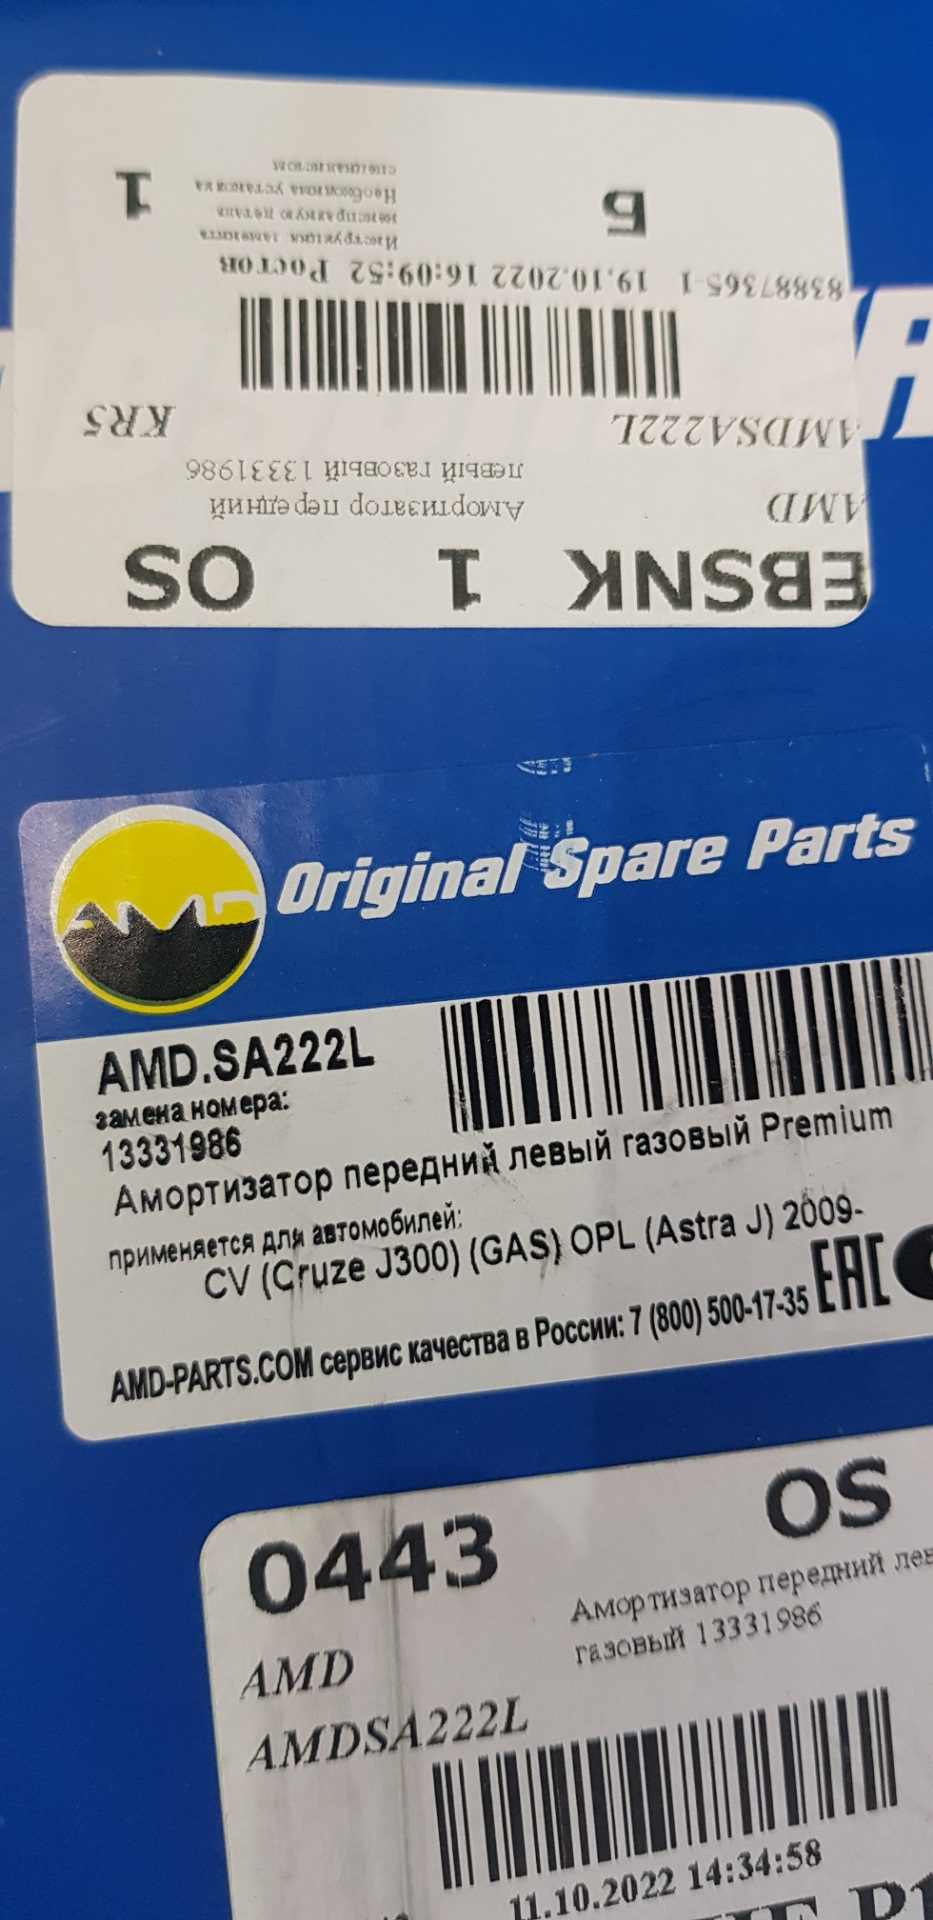 EBSNK 1 OS
AMD
Амортизатор передний
левый газовый 13331986
AMDSA222L
KR5
83887365-1 19.10.2022 16:09:52 Ростов
Б
1
Необходима установка
AMD
Original Spare Parts
AMD.SA222L
замена номера:
13331986
Амортизатор передний левый газовый Premium
применяется для автомобилей:
CV (Cruze J300) (GAS) OPL (Astra J) 2009-
AMD-PARTS.COM сервис качества в России: 7 (800) 500-17-35
EAC
0443
OS
Амортизатор передний
газовый 13331986
AMD
AMDSA222L
11.10.2022 14:34:58